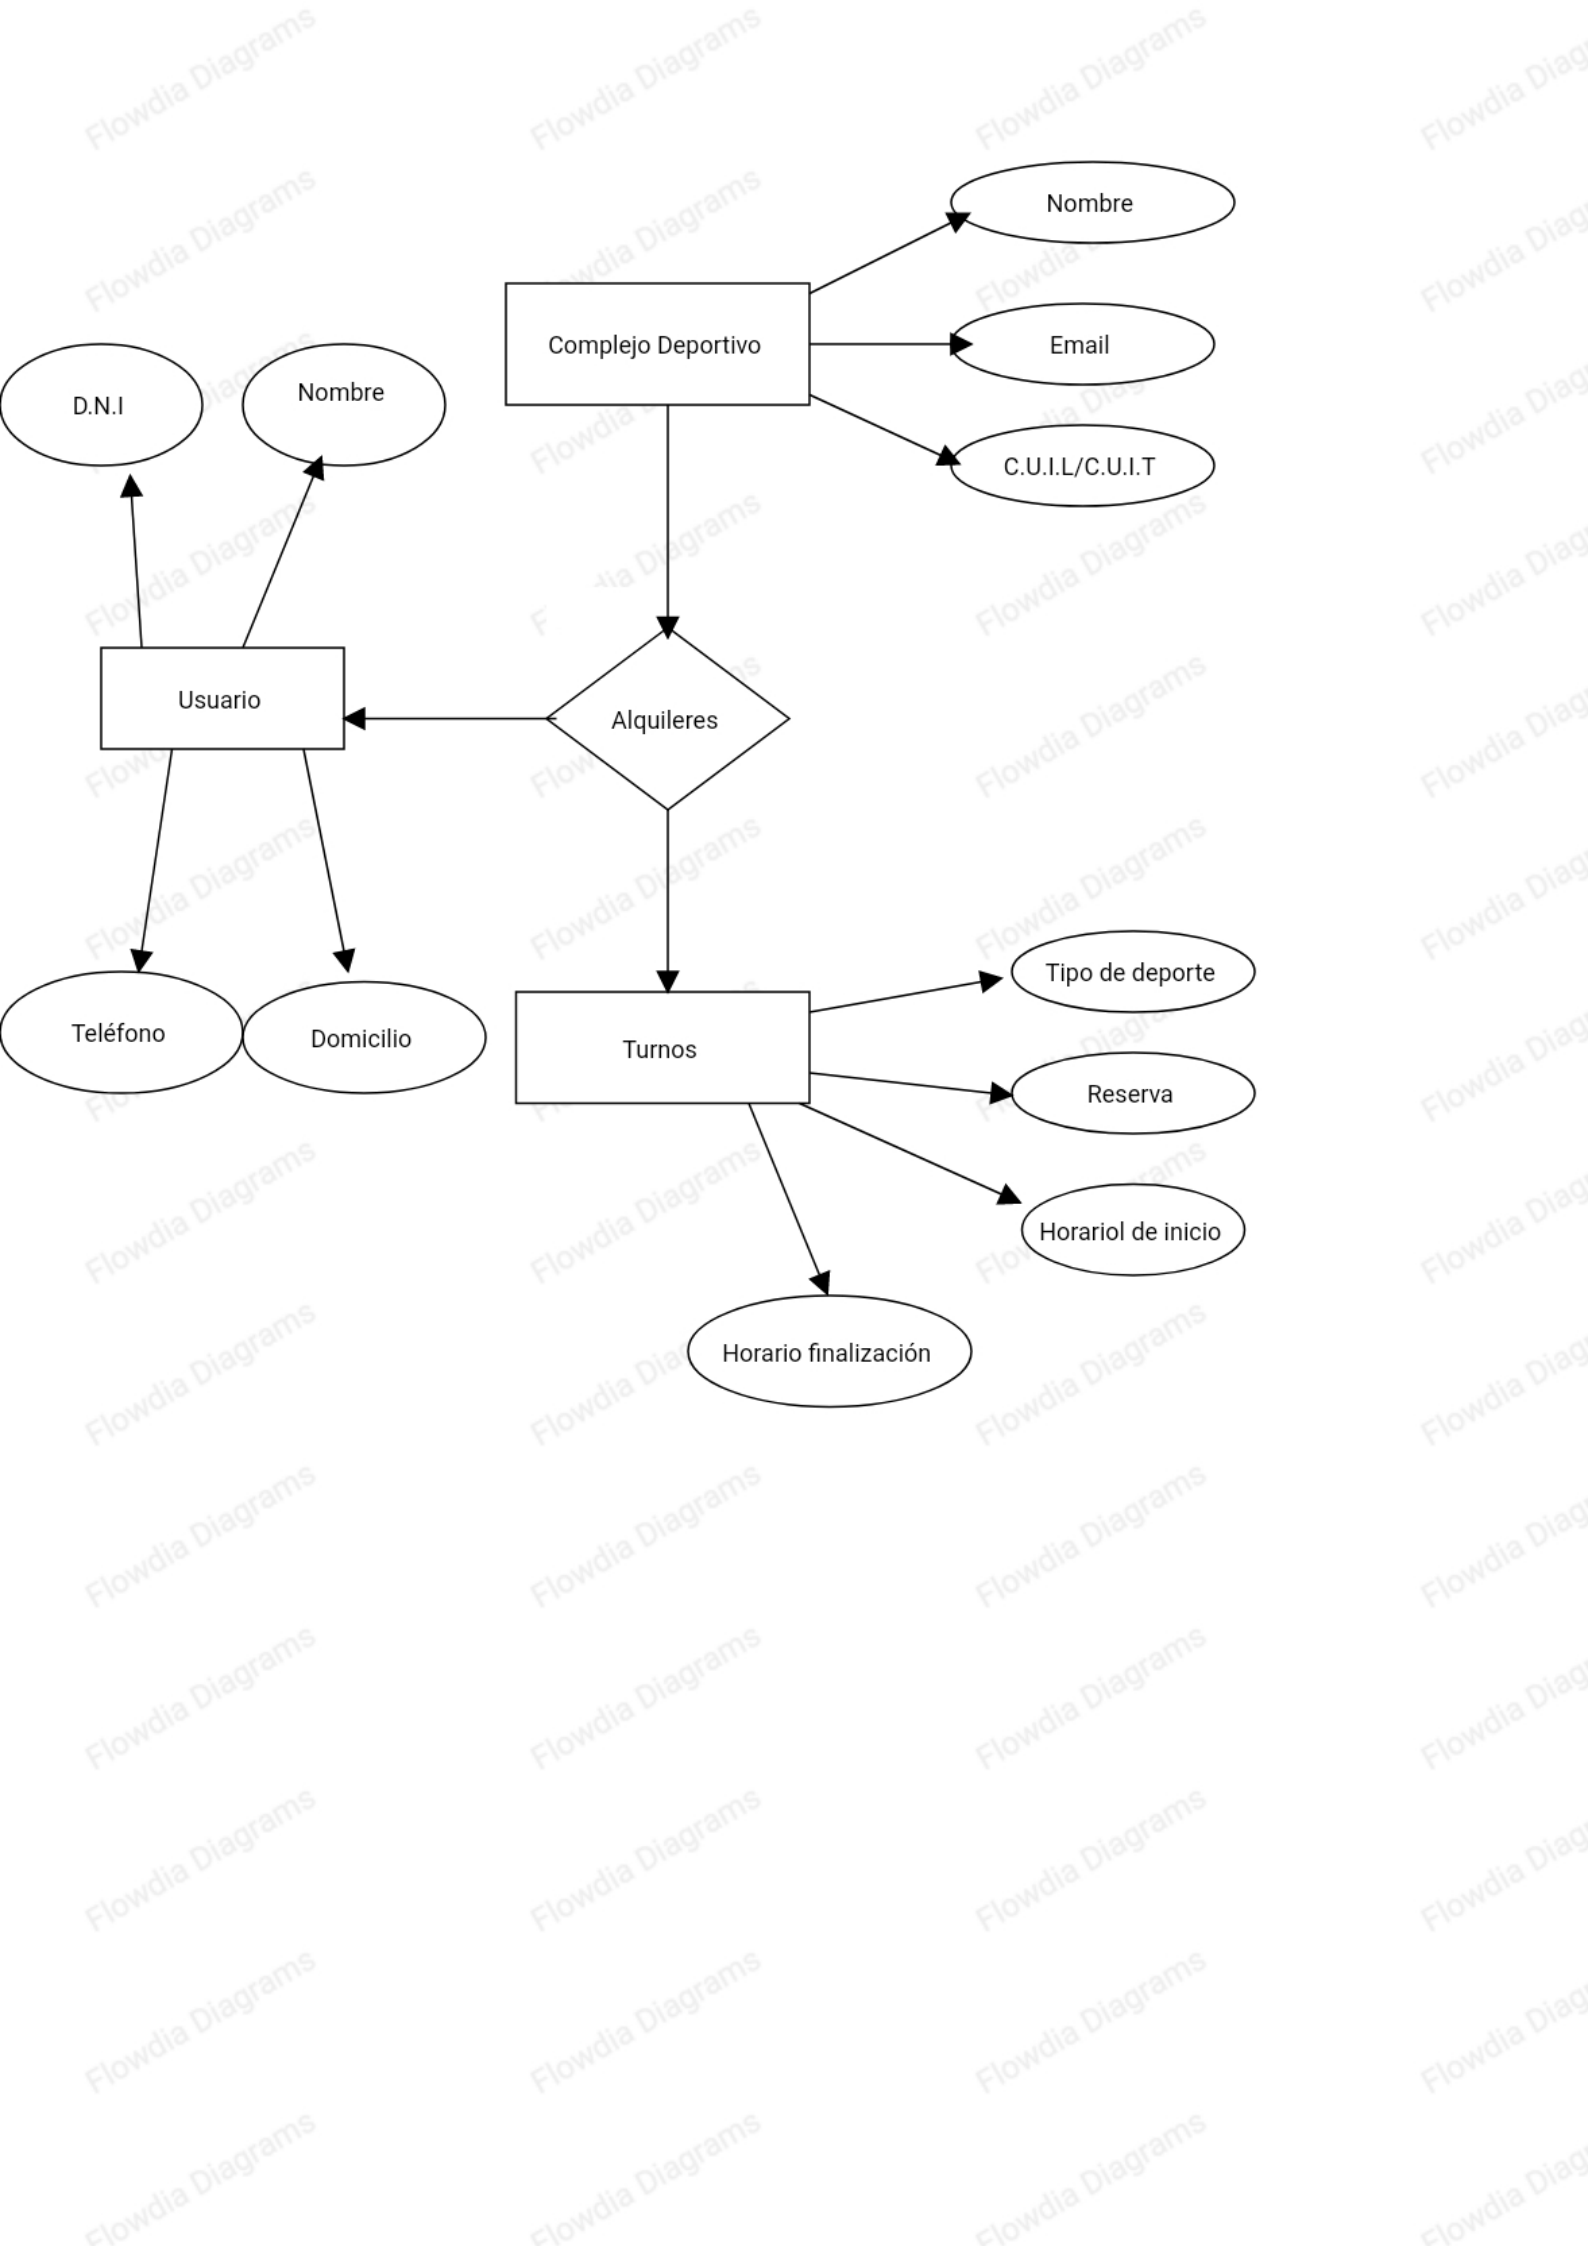 Nombre
Complejo Deportivo
Email
D.N.I
Nombre
C.U.I.L/C.U.I.T
Usuario
Alquileres
Tipo de deporte
Teléfono
Domicilio
Turnos
Reserva
Horariol de inicio
Horario finalización
Flowdia Diagrams